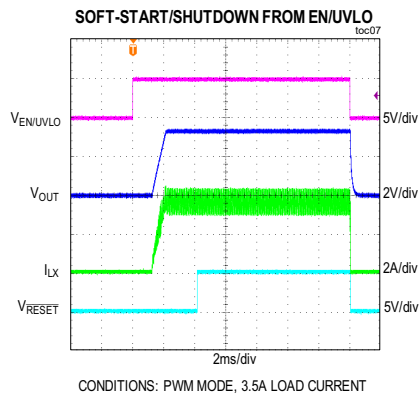 SOFT-START/SHUTDOWN FROM EN/UVLO
toc07
T
VEN/UVLO
5V/div
VOUT
2V/div
ILX
2A/div
VRESET
5V/div
2ms/div
CONDITIONS: PWM MODE, 3.5A LOAD CURRENT